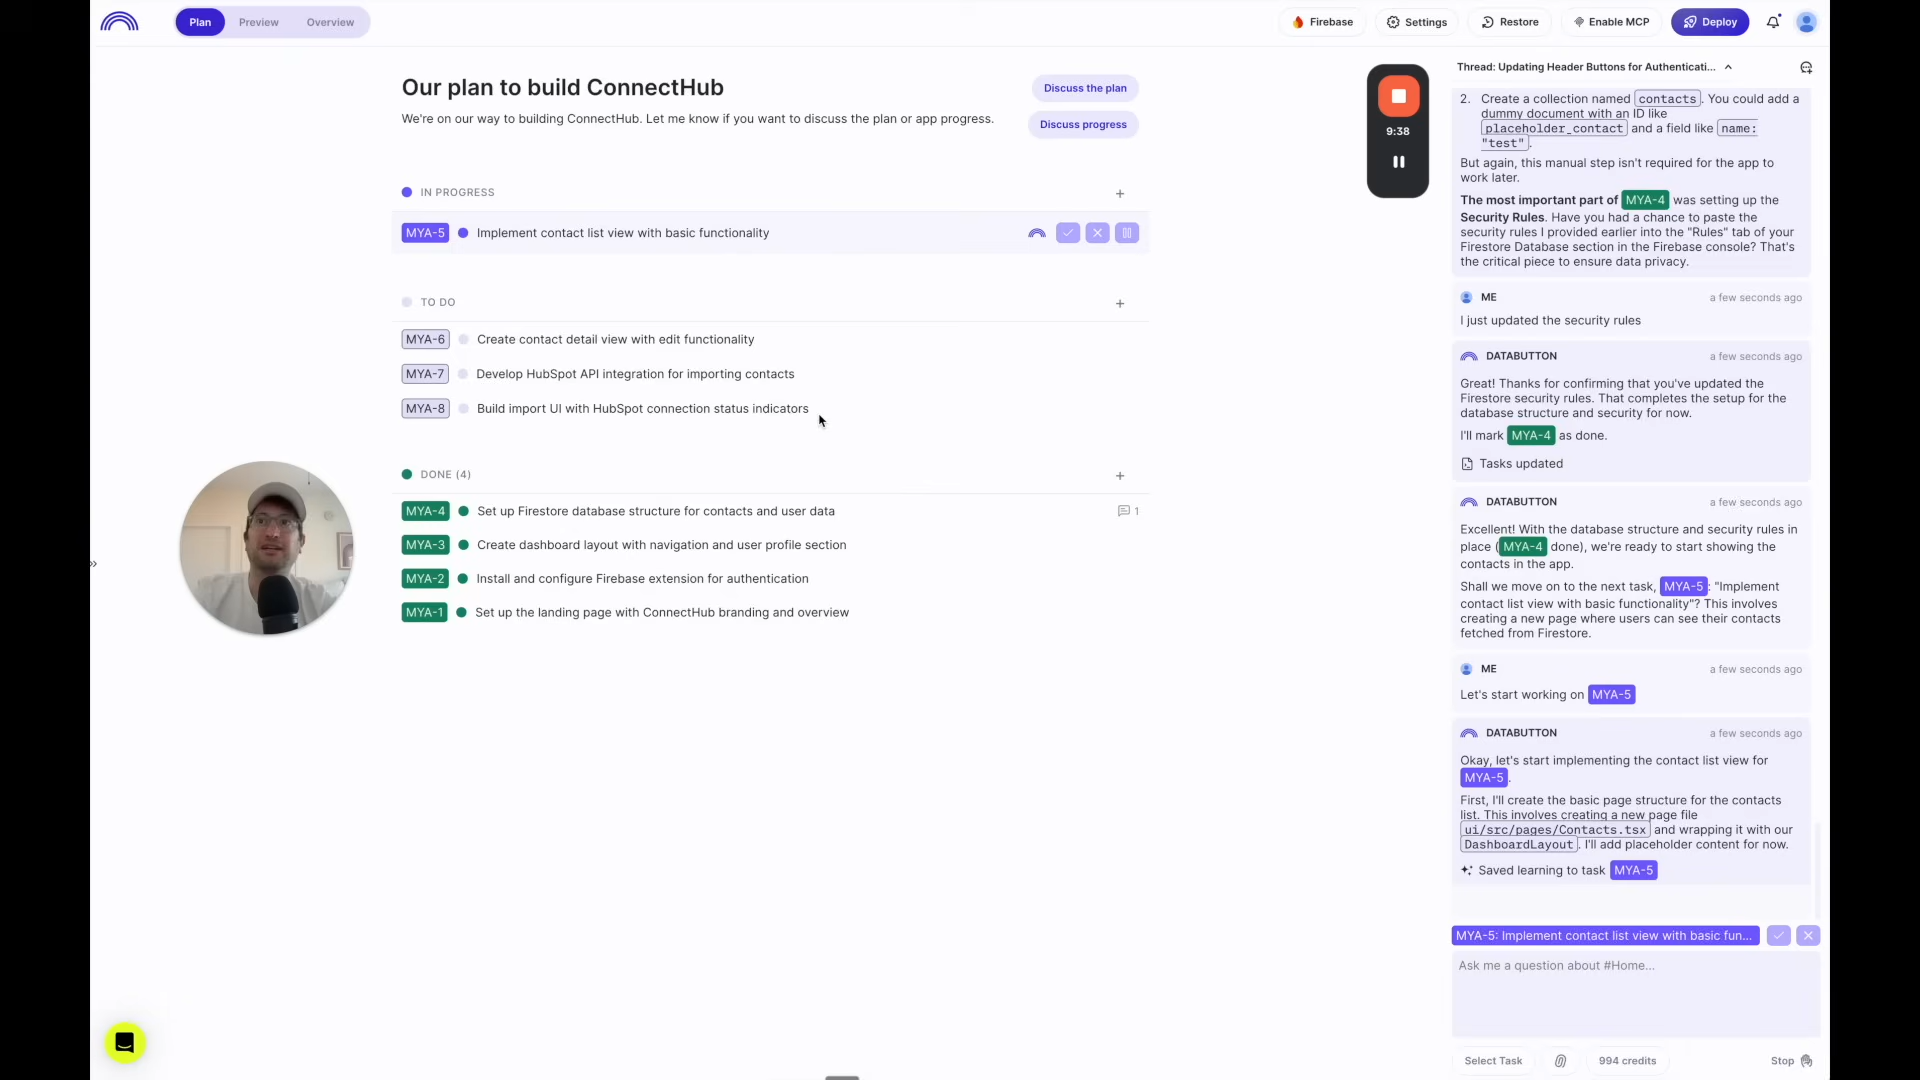 Plan Preview Overview
Firebase Settings Restore Enable MCP Deploy
Our plan to build ConnectHub
We're on our way to building ConnectHub. Let me know if you want to discuss the plan or app progress.
Discuss the plan
Discuss progress
IN PROGRESS
MYA-5 Implement contact list view with basic functionality
TO DO
MYA-6 Create contact detail view with edit functionality
MYA-7 Develop HubSpot API integration for importing contacts
MYA-8 Build import UI with HubSpot connection status indicators
DONE (4)
MYA-4 Set up Firestore database structure for contacts and user data 1
MYA-3 Create dashboard layout with navigation and user profile section
MYA-2 Install and configure Firebase extension for authentication
MYA-1 Set up the landing page with ConnectHub branding and overview
9:38
Thread: Updating Header Buttons for Authenticati...
2. Create a collection named contacts. You could add a
dummy document with an ID like
placeholder_contact and a field like name:
"test".
But again, this manual step isn't required for the app to
work later.
The most important part of MYA-4 was setting up the
Security Rules. Have you had a chance to paste the
security rules I provided earlier into the "Rules" tab of your
Firestore Database section in the Firebase console? That's
the critical piece to ensure data privacy.
ME a few seconds ago
I just updated the security rules
DATABUTTON a few seconds ago
Great! Thanks for confirming that you've updated the
Firestore security rules. That completes the setup for the
database structure and security for now.
I'll mark MYA-4 as done.
Tasks updated
DATABUTTON a few seconds ago
Excellent! With the database structure and security rules in
place (MYA-4 done), we're ready to start showing the
contacts in the app.
Shall we move on to the next task, MYA-5: "Implement
contact list view with basic functionality"? This involves
creating a new page where users can see their contacts
fetched from Firestore.
ME a few seconds ago
Let's start working on MYA-5
DATABUTTON a few seconds ago
Okay, let's start implementing the contact list view for
MYA-5.
First, I'll create the basic page structure for the contacts
list. This involves creating a new page file
ui/src/pages/Contacts.tsx and wrapping it with our
DashboardLayout. I'll add placeholder content for now.
Saved learning to task MYA-5
MYA-5: Implement contact list view with basic fun...
Ask me a question about #Home...
Select Task 994 credits Stop